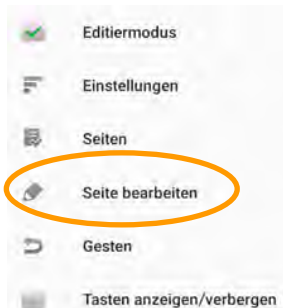 Editiermodus
Einstellungen
Seiten
Seite bearbeiten
Gesten
Tasten anzeigen/verbergen